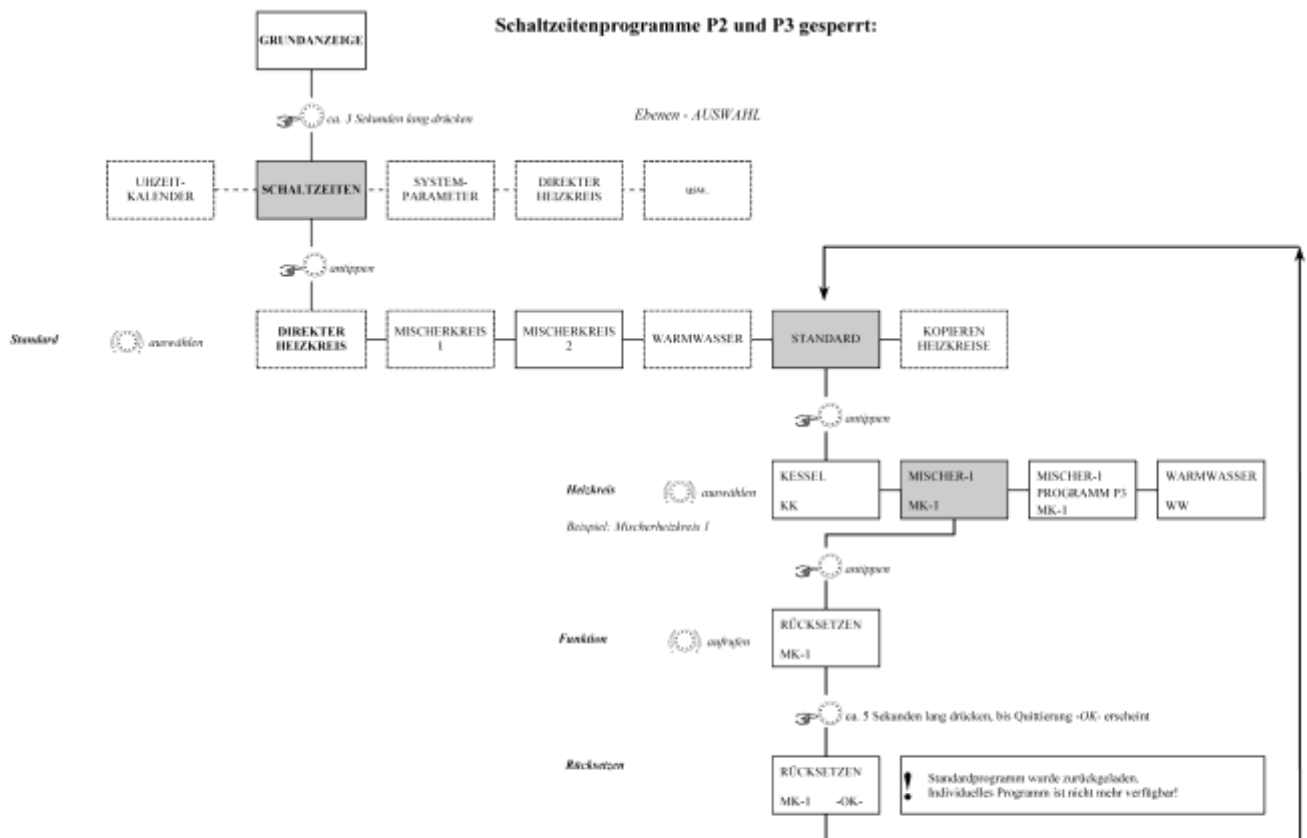 Schaltzeitenprogramme P2 und P3 gesperrt:
GRUNDANZEIGE
ca. 3 Sekunden lang drücken
Ebenen - AUSWAHL
UHZEIT-
KALENDER
SCHALTZEITEN
SYSTEM-
PARAMETER
DIREKTER
HEIZKREIS
usw.
antippen
Standard
auswählen
DIREKTER
HEIZKREIS
MISCHERKREIS
1
MISCHERKREIS
2
WARMWASSER
STANDARD
KOPIEREN
HEIZKREISE
antippen
Heizkreis
auswählen
KESSEL
KK
MISCHER-1
MK-1
MISCHER-1
PROGRAMM P3
MK-1
WARMWASSER
WW
Beispiel: Mischerheizkreis 1
antippen
Funktion
aufrufen
RÜCKSETZEN
MK-1
ca. 5 Sekunden lang drücken, bis Quittierung -OK- erscheint
Rücksetzen
RÜCKSETZEN
MK-1 -OK-
! Standardprogramm wurde zurückgeladen.
Individuelles Programm ist nicht mehr verfügbar!